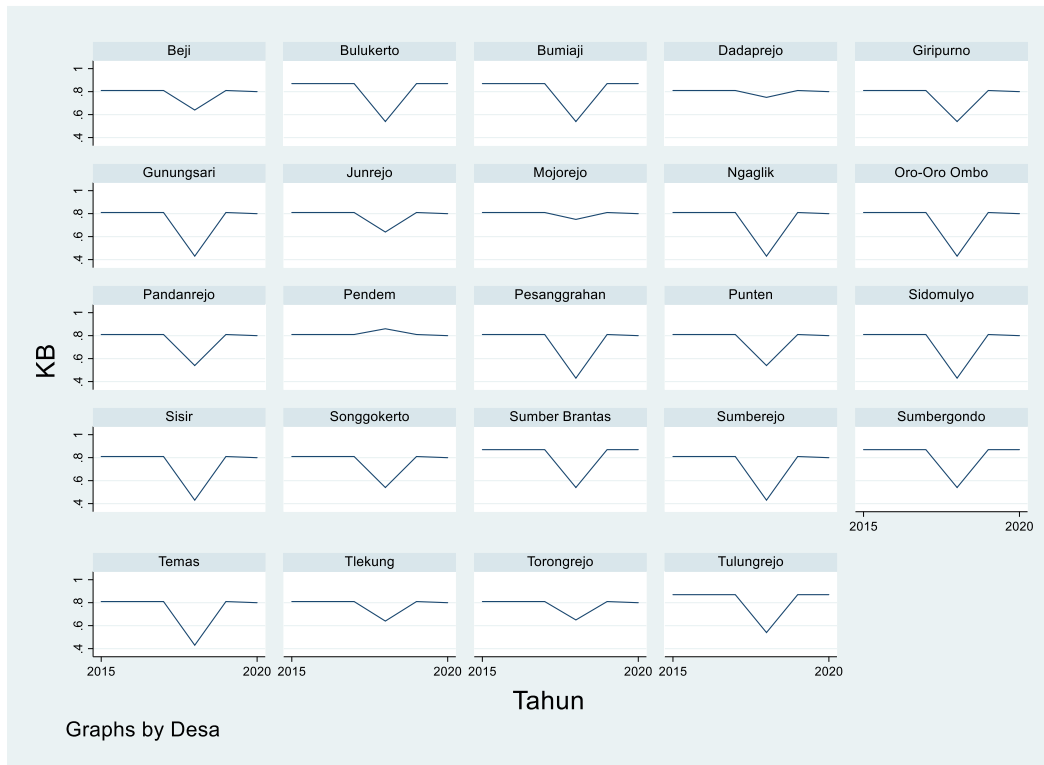 Beji Bulukerto Bumiaji Dadaprejo Giripurno
1
.8
.6
.4
Gunungsari Junrejo Mojorejo Ngaglik Oro-Oro Ombo
1
.8
.6
.4
Pandanrejo Pendem Pesanggrahan Punten Sidomulyo
1
.8
.6
.4
KB
Sisir Songgokerto Sumber Brantas Sumberejo Sumbergondo
1
.8
.6
.4
2015 2020
Temas Tlekung Torongrejo Tulungrejo
1
.8
.6
.4
2015 2020 2015 2020 2015 2020 2015 2020
Tahun
Graphs by Desa